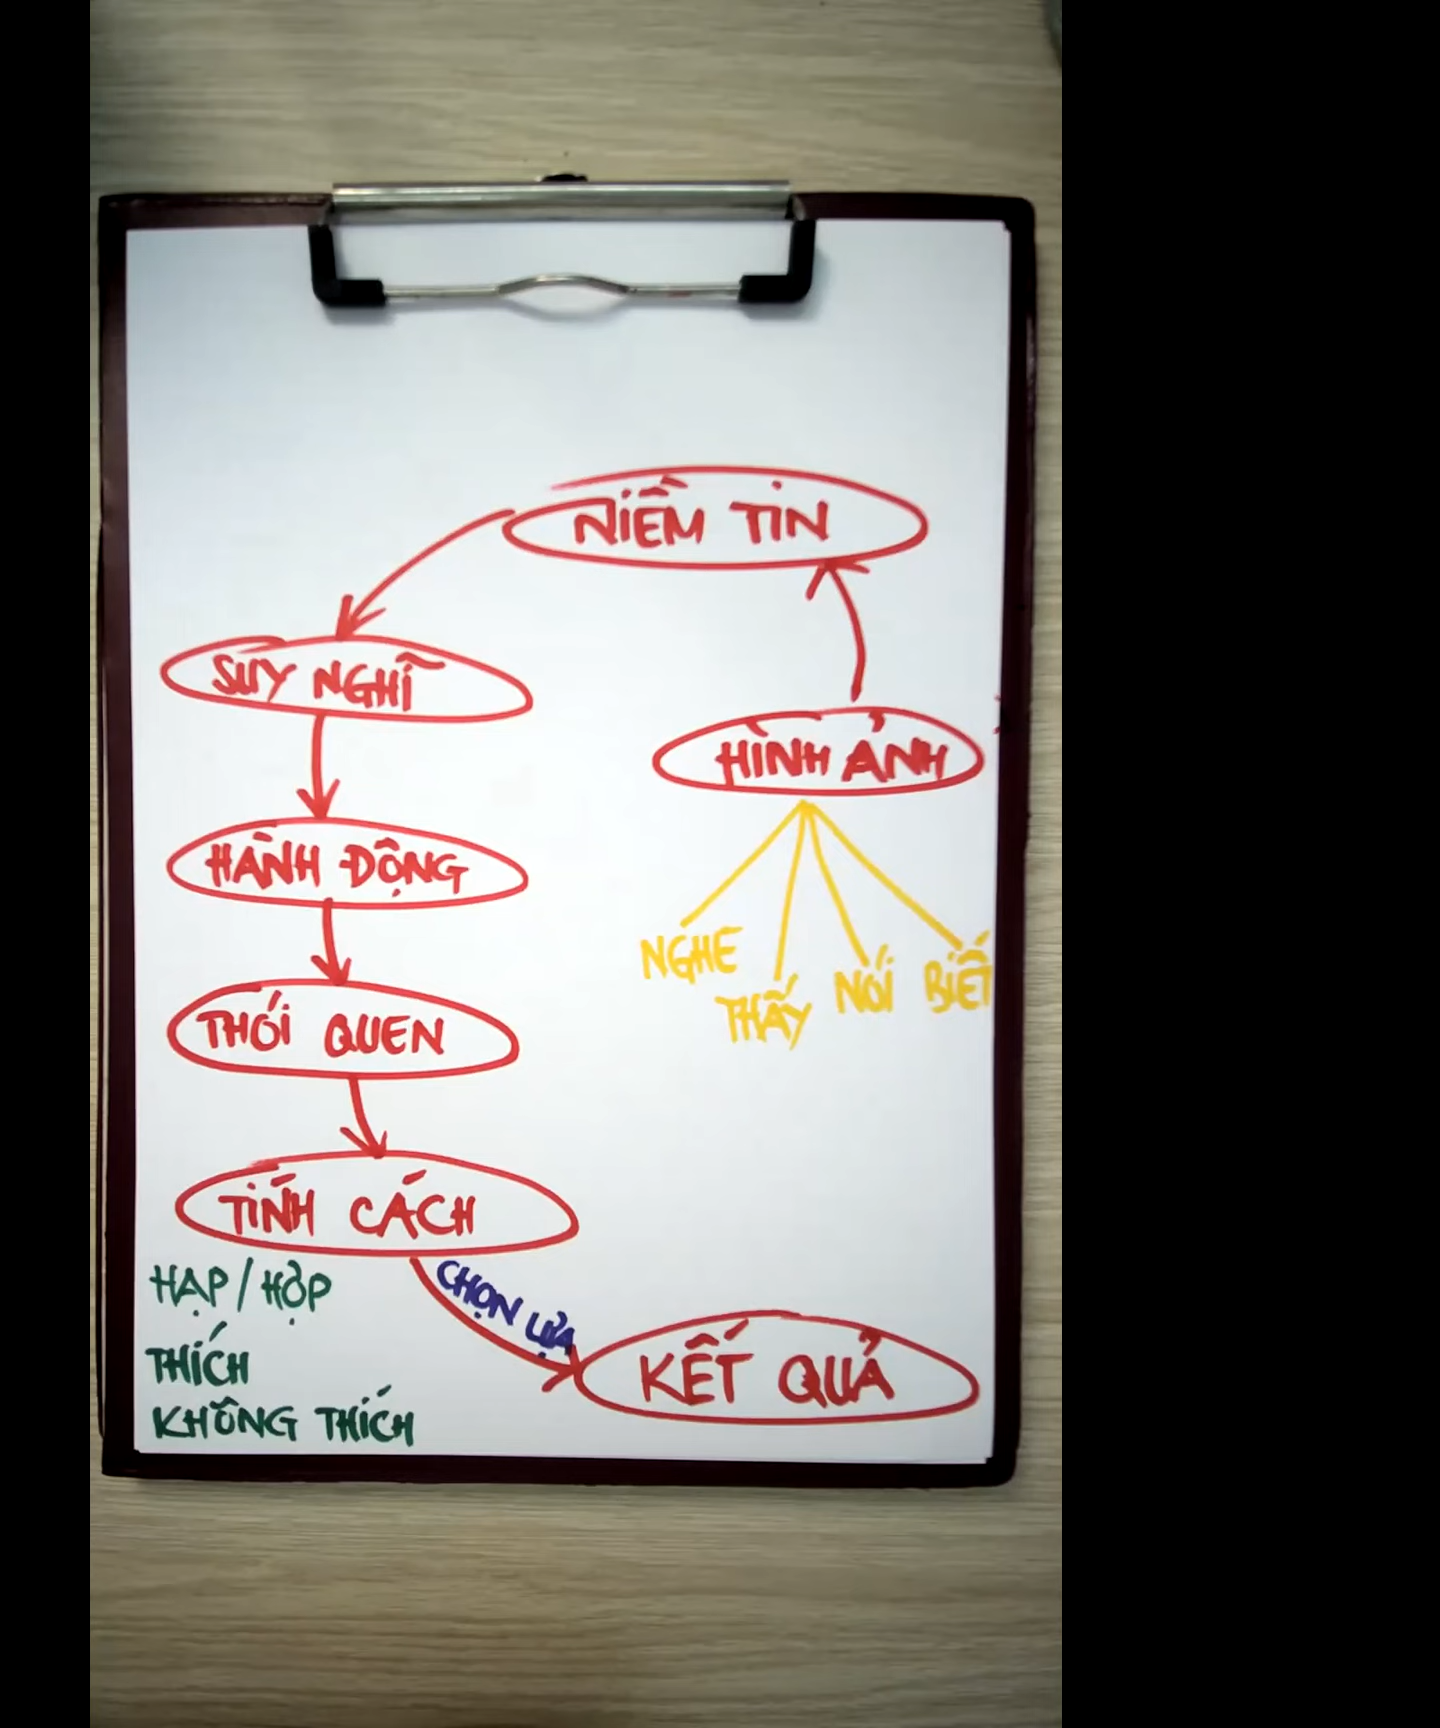 NIỀM TIN
SUY NGHĨ
HÌNH ẢNH
HÀNH ĐỘNG
NGHE
THẤY
NÓI
BIẾT
THÓI QUEN
TÍNH CÁCH
HẠP / HỢP
THÍCH
KHÔNG THÍCH
CHỌN LỰA
KẾT QUẢ